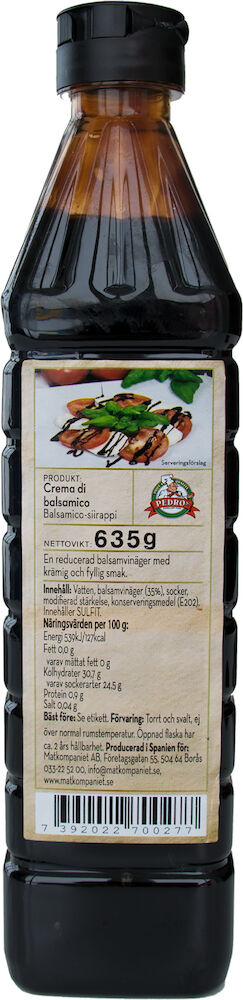 Serveringsförslag
PEDROS
PRODUKT:
Crema di
balsamico
Balsamico-siirappi
NETTOVIKT: 635g
En reducerad balsamvinäger med
krämig och fyllig smak.
Innehåll: Vatten, balsamvinäger (35%), socker,
modifierad stärkelse, konserveringsmedel (E202).
Innehåller SULFIT.
Näringsvärden per 100 g:
Energi 539kJ/127kcal
Fett 0,0 g
varav mättat fett 0 g
Kolhydrater 30,7 g
varav sockerarter 24,5 g
Protein 0,9 g
Salt 0,04 g
Bäst före: Se etikett. Förvaring: Torrt och svalt, ej
över normal rumstemperatur. Öppnad flaska har
ca. 2 års hållbarhet. Producerad i Spanien för:
Matkompaniet AB, Företagsgatan 55, 504 64 Borås
033-22 52 00, info@matkompaniet.se,
www.matkompaniet.se
7 392022 700277